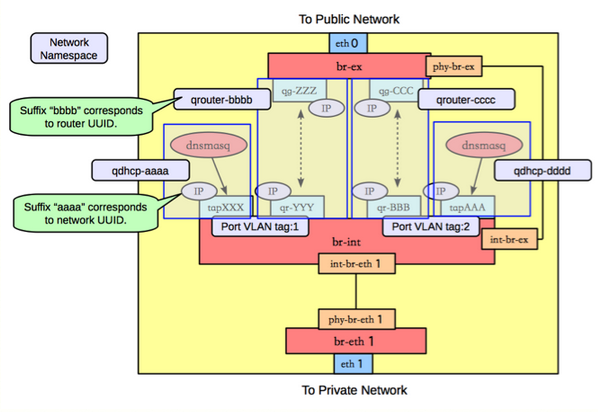 To Public Network
Network
Namespace
eth 0
br-ex
phy-br-ex
qrouter-bbbb
qg-ZZZ
qg-CCC
qrouter-cccc
IP
IP
Suffix “bbbb” corresponds
to router UUID.
dnsmasq
dnsmasq
qdhcp-aaaa
qdhcp-dddd
IP
IP
IP
IP
Suffix “aaaa” corresponds
to network UUID.
tapXXX
qr-YYY
qr-BBB
tapAAA
Port VLAN tag:1
Port VLAN tag:2
br-int
int-br-ex
int-br-eth 1
phy-br-eth 1
br-eth 1
eth 1
To Private Network